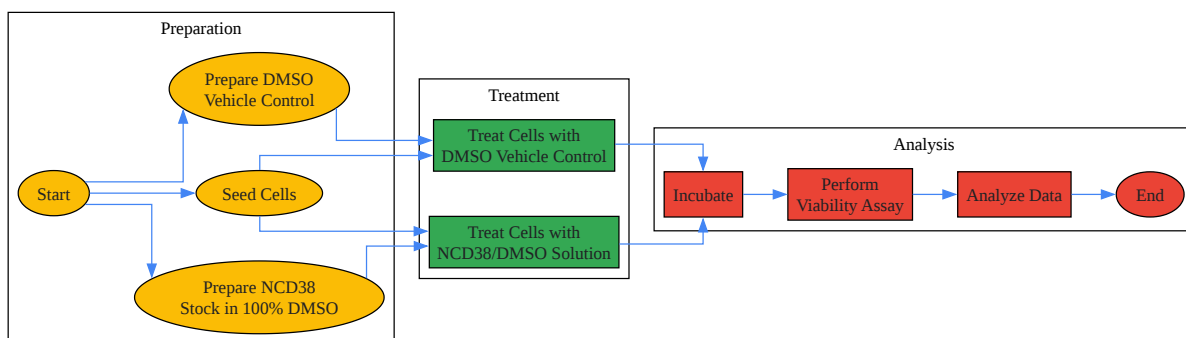 Preparation
Prepare DMSO
Vehicle Control
Start
Seed Cells
Prepare NCD38
Stock in 100% DMSO
Treatment
Treat Cells with
DMSO Vehicle Control
Treat Cells with
NCD38/DMSO Solution
Analysis
Incubate
Perform
Viability Assay
Analyze Data
End